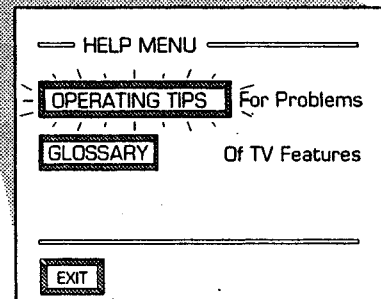 HELP MENU
OPERATING TIPS For Problems
GLOSSARY Of TV Features
EXIT